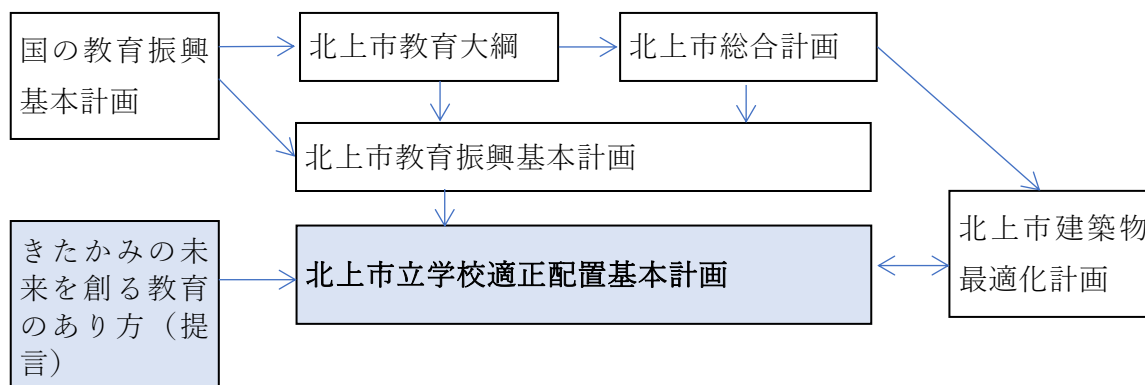 国の教育振興
基本計画
北上市教育大綱
北上市総合計画
北上市教育振興基本計画
きたかみの未
来を創る教育
のあり方（提
言）
北上市立学校適正配置基本計画
北上市建築物
最適化計画